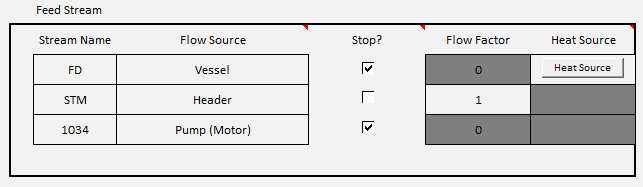 Feed Stream
Stream Name Flow Source Stop? Flow Factor Heat Source
FD Vessel 0 Heat Source
STM Header 1
1034 Pump (Motor) 0